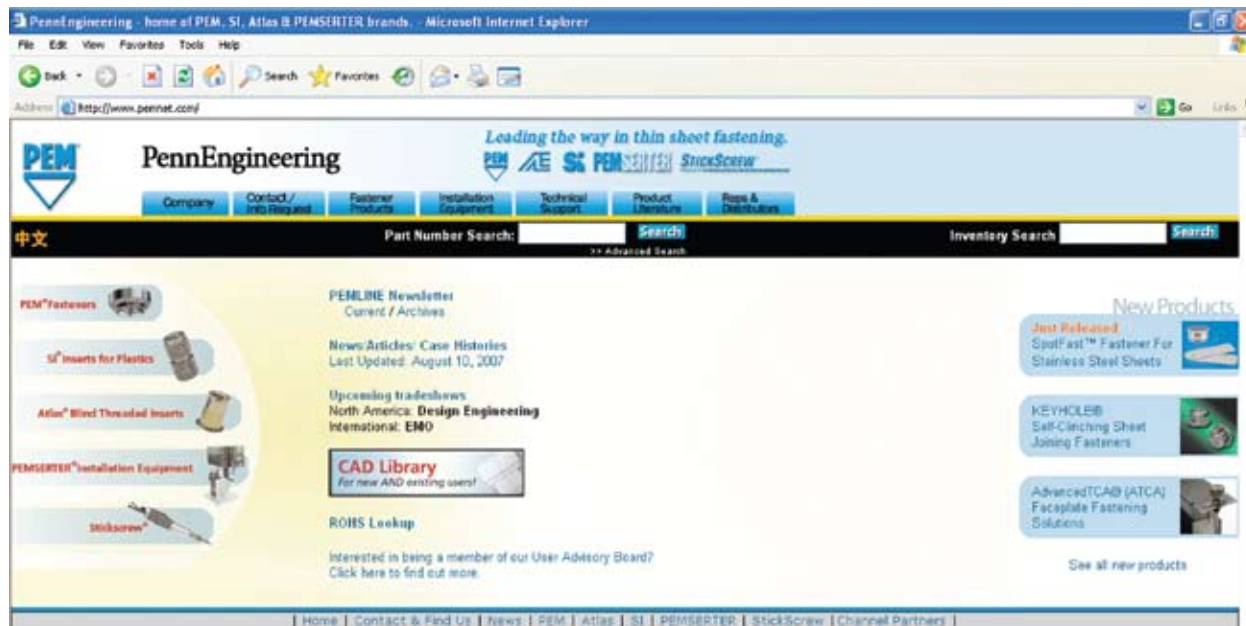 PennEngineering - home of PEM, SI, Atlas & PEMSERTER brands. - Microsoft Internet Explorer
File Edit View Favorites Tools Help
Back Search Favorites
Address http://www.pemnet.com/ Go Links
PEM
PennEngineering
Leading the way in thin sheet fastening.
PEM AE SI PEMSERTER STICKSCREW
Company
Contact / Info Request
Fastener Products
Installation Equipment
Technical Support
Product Literature
Reps & Distributors
中文
Part Number Search: Search
>> Advanced Search
Inventory Search Search
PEM® Fasteners
SI® Inserts for Plastics
Atlas® Blind Threaded Inserts
PEMSERTER® Installation Equipment
Sticksrew®
PEMLINE Newsletter
Current / Archives
News/Articles/ Case Histories
Last Updated: August 10, 2007
Upcoming tradeshows
North America: Design Engineering
International: EMO
CAD Library
For new AND existing users!
ROHS Lookup
Interested in being a member of our User Advisory Board?
Click here to find out more.
New Products
Just Released
SpotFast™ Fastener For
Stainless Steel Sheets
KEYHOLE®
Self-Clinching Sheet
Joining Fasteners
AdvancedTCA® (ATCA)
Faceplate Fastening
Solutions
See all new products
| Home | Contact & Find Us | News | PEM | Atlas | SI | PEMSERTER | StickScrew | Channel Partners |